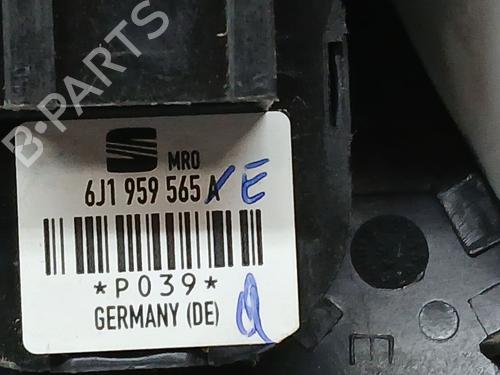 B-PARTS
MRO
6J1 959 565 A E
*P039*
GERMANY (DE)
E